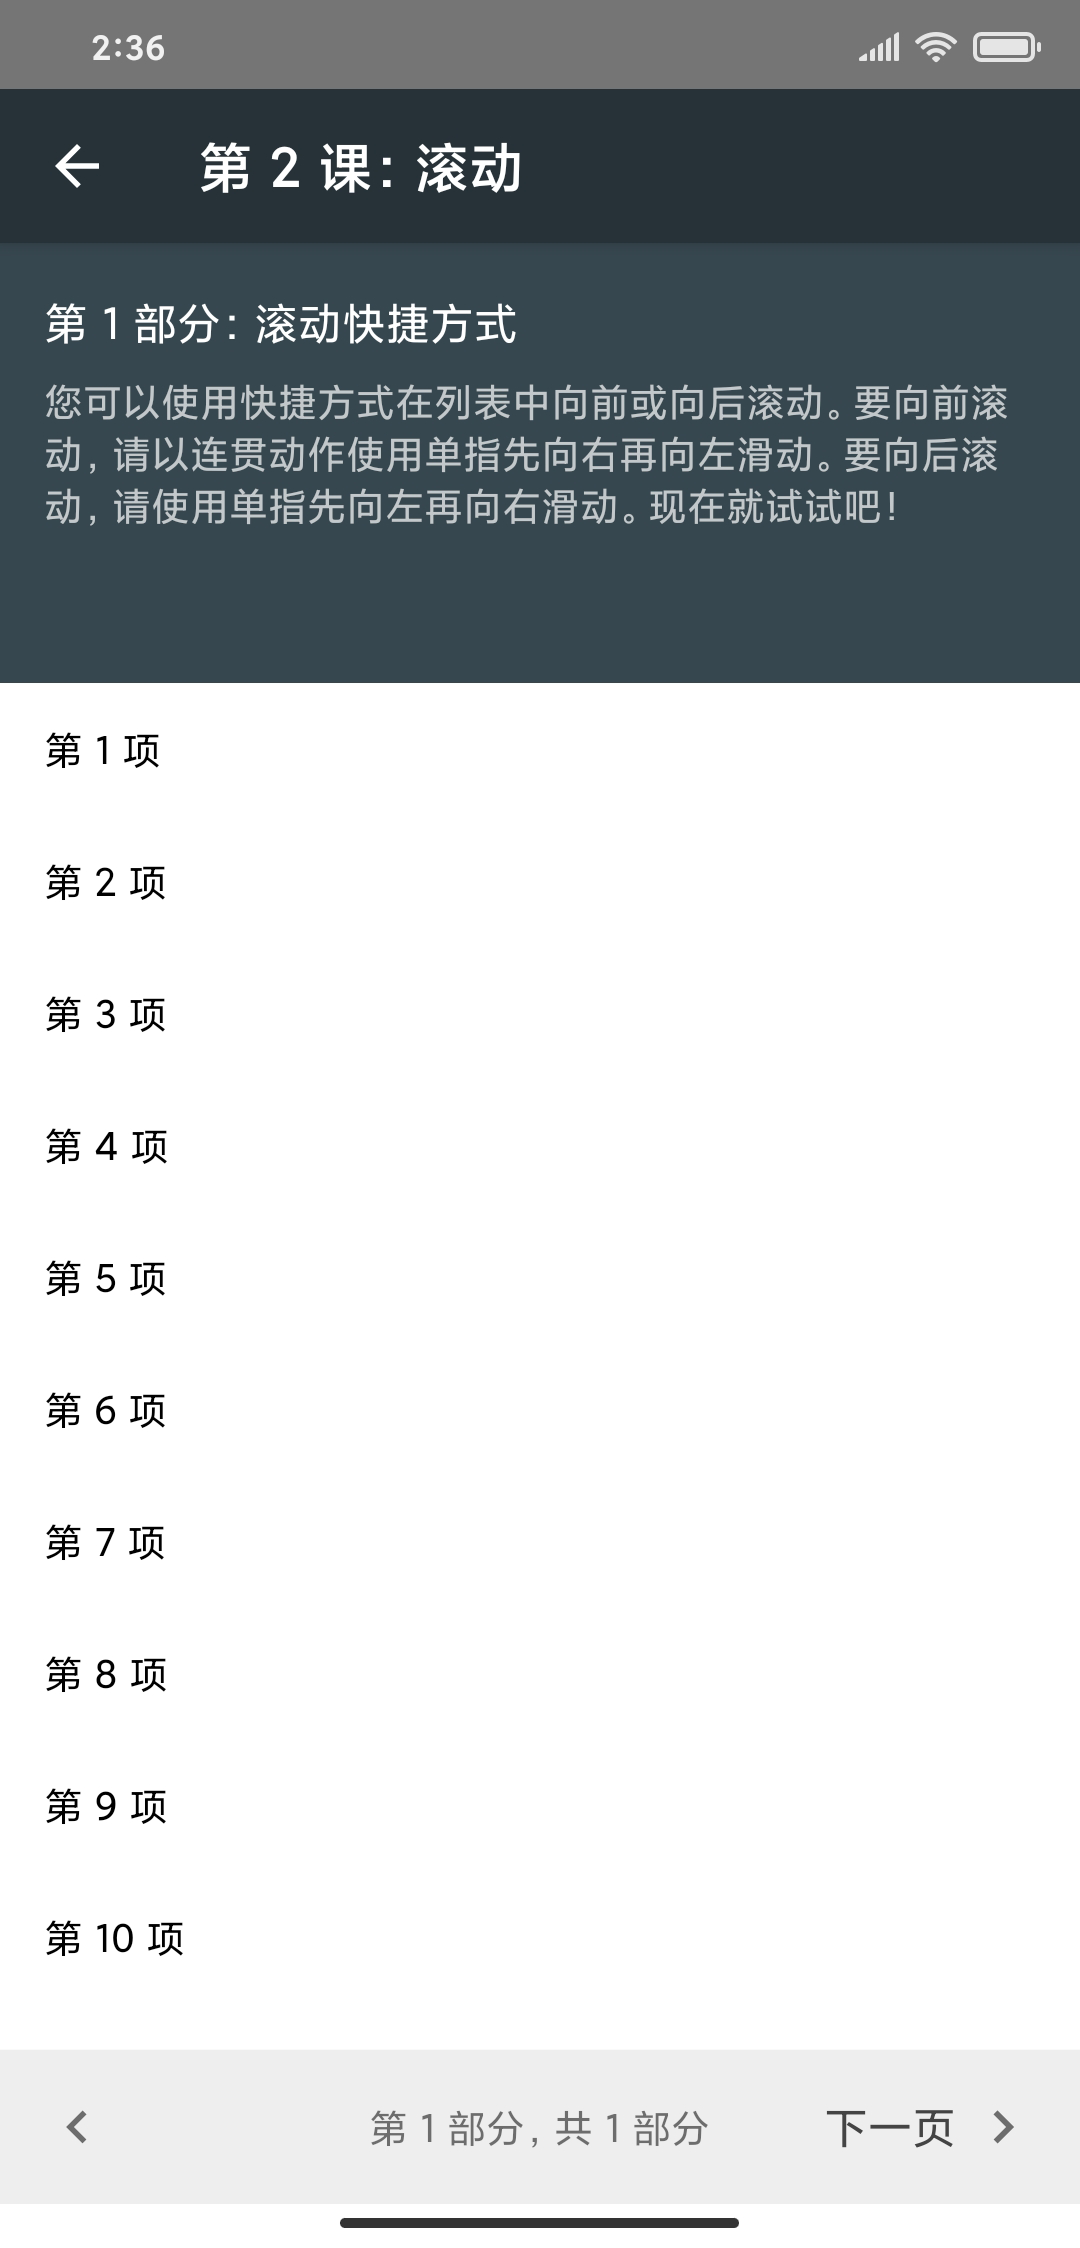 2:36
第 2 课：滚动
第 1 部分：滚动快捷方式
您可以使用快捷方式在列表中向前或向后滚动。要向前滚
动，请以连贯动作使用单指先向右再向左滑动。要向后滚
动，请使用单指先向左再向右滑动。现在就试试吧！
第 1 项
第 2 项
第 3 项
第 4 项
第 5 项
第 6 项
第 7 项
第 8 项
第 9 项
第 10 项
第 1 部分，共 1 部分
下一页